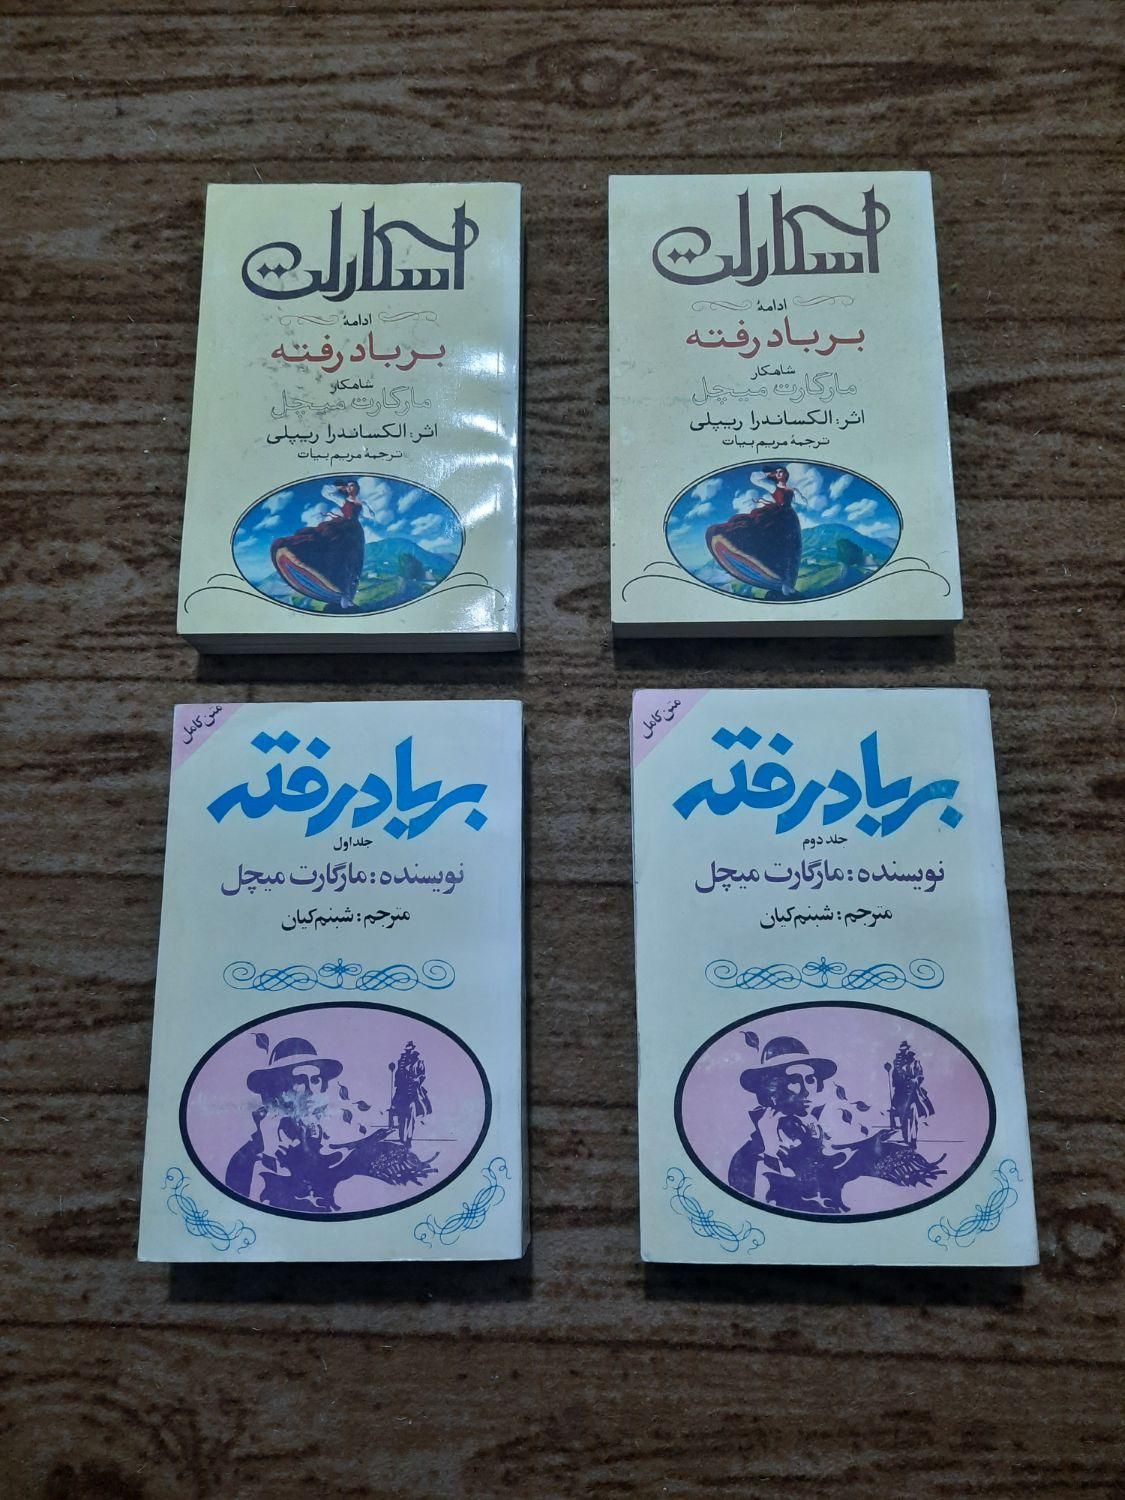 اسکارلت
ادامهٔ
بر باد رفته
شاهکار
مارگارت میچل
اثر: الکساندرا ریپلی
ترجمهٔ مریم بیات
اسکارلت
ادامهٔ
بر باد رفته
شاهکار
مارگارت میچل
اثر: الکساندرا ریپلی
ترجمهٔ مریم بیات
متن کامل
بر باد رفته
جلد اول
نویسنده: مارگارت میچل
مترجم: شبنم کیان
متن کامل
بر باد رفته
جلد دوم
نویسنده: مارگارت میچل
مترجم: شبنم کیان